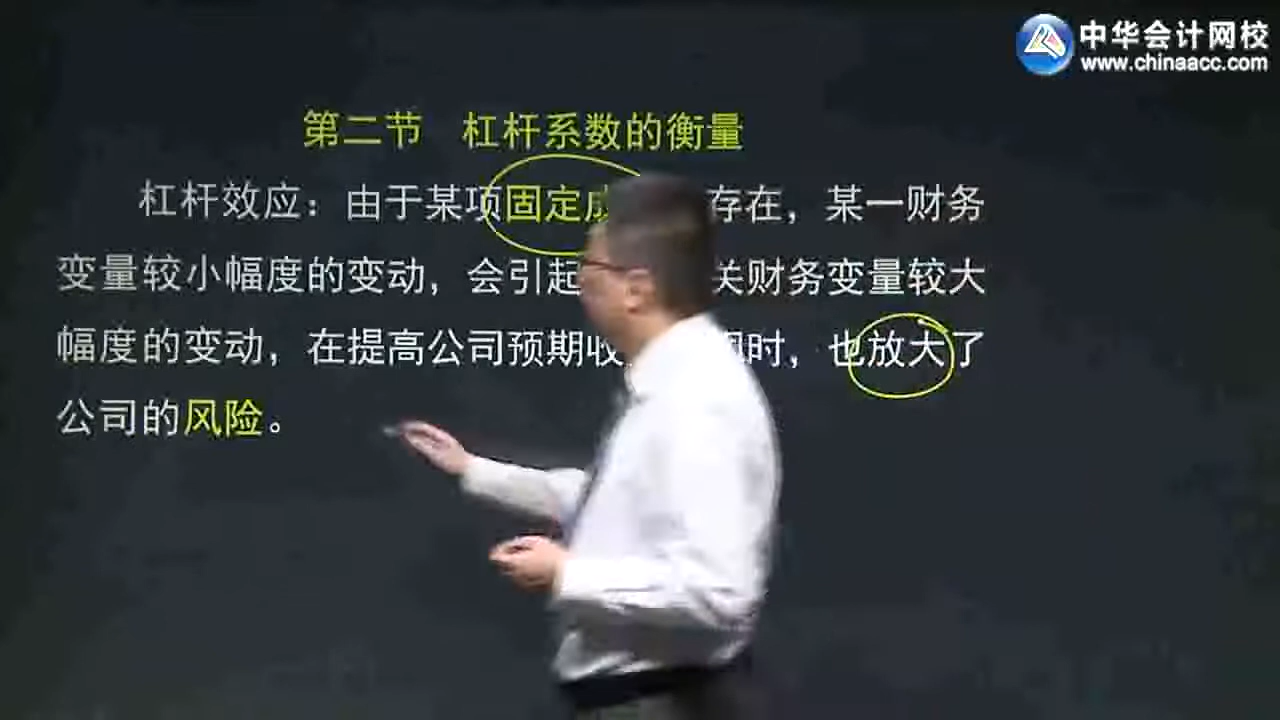 中华会计网校
www.chinaacc.com
第二节 杠杆系数的衡量
杠杆效应：由于某项固定成 存在，某一财务
变量较小幅度的变动，会引起 关财务变量较大
幅度的变动，在提高公司预期收 时，也放大了
公司的风险。